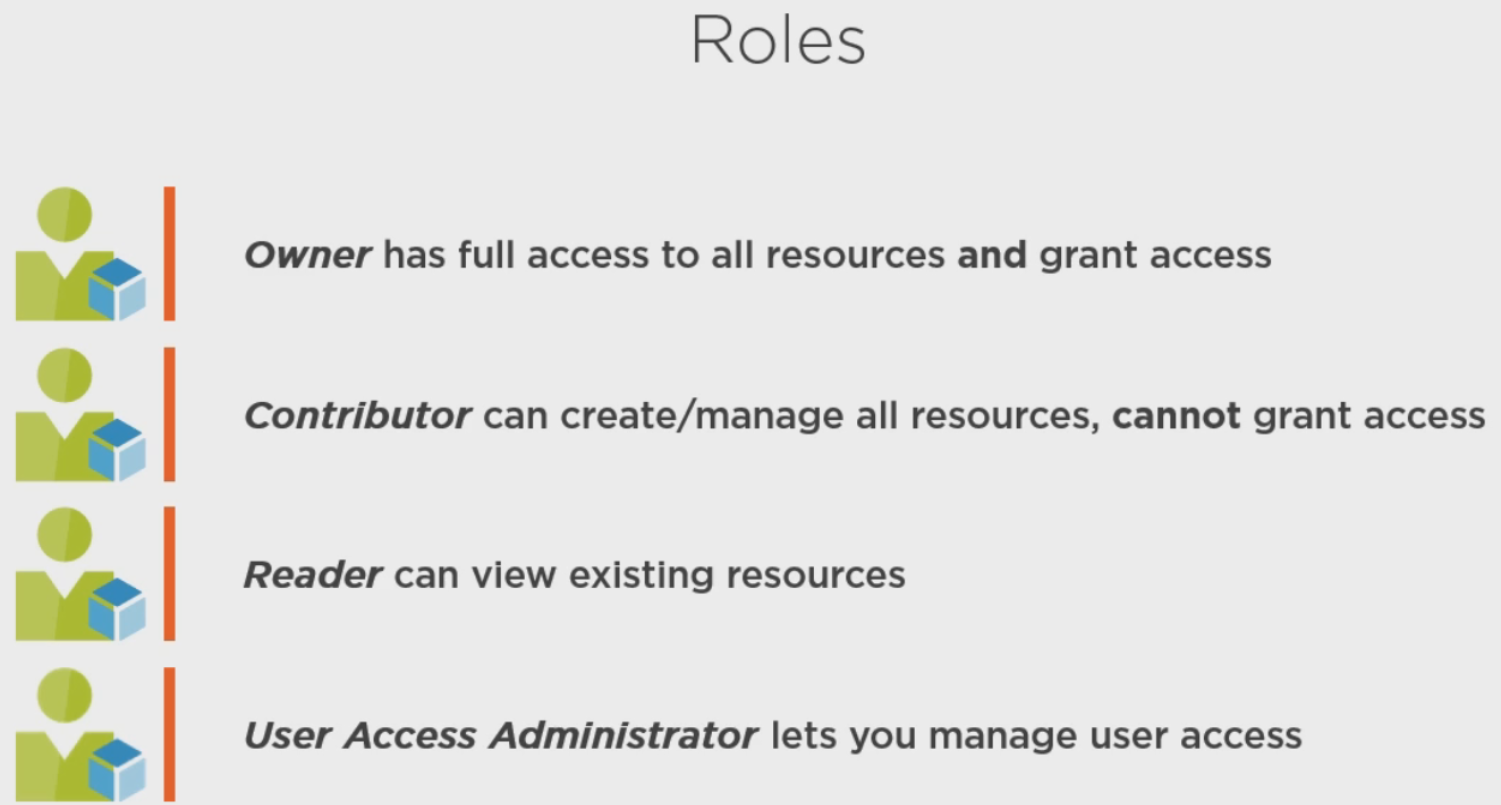 Roles
Owner has full access to all resources and grant access
Contributor can create/manage all resources, cannot grant access
Reader can view existing resources
User Access Administrator lets you manage user access